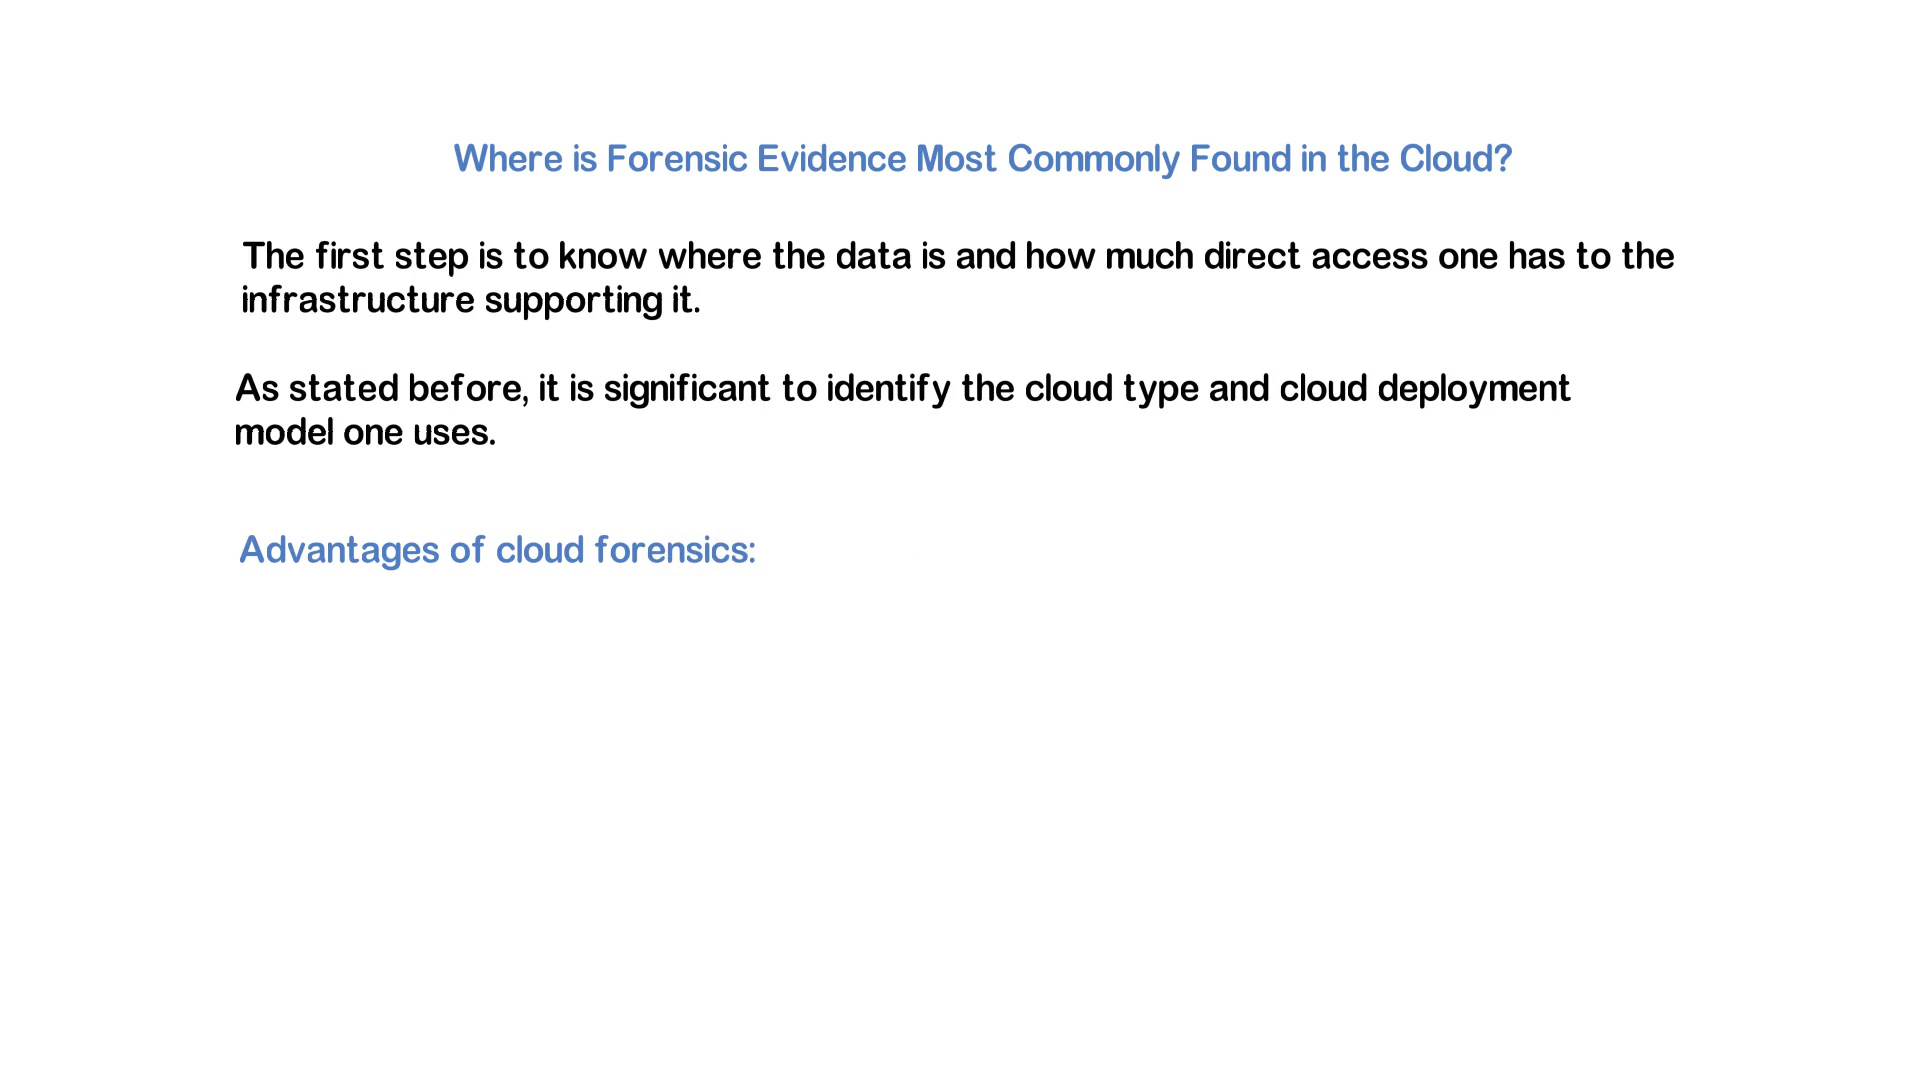 Where is Forensic Evidence Most Commonly Found in the Cloud?
The first step is to know where the data is and how much direct access one has to the
infrastructure supporting it.
As stated before, it is significant to identify the cloud type and cloud deployment
model one uses.
Advantages of cloud forensics: